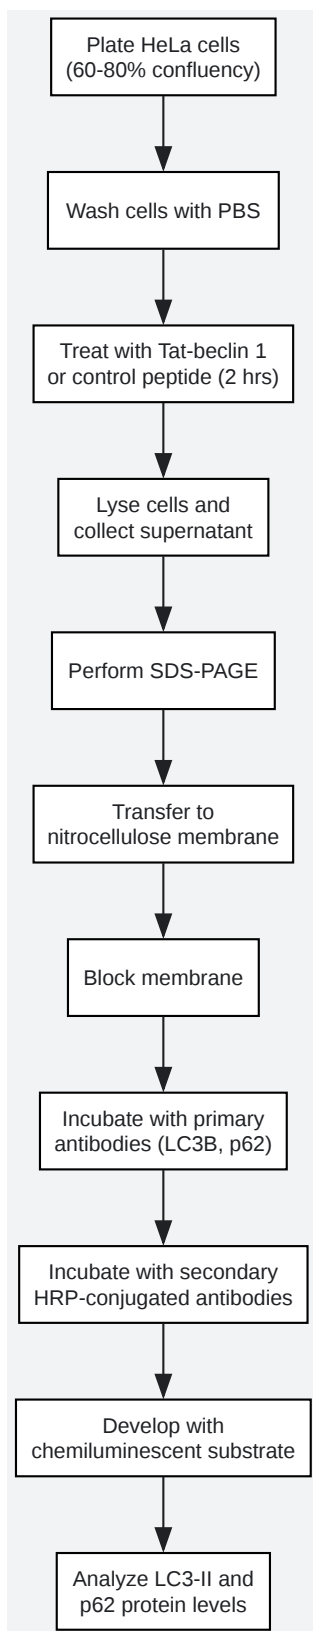 Plate HeLa cells
(60-80% confluency)
Wash cells with PBS
Treat with Tat-beclin 1
or control peptide (2 hrs)
Lyse cells and
collect supernatant
Perform SDS-PAGE
Transfer to
nitrocellulose membrane
Block membrane
Incubate with primary
antibodies (LC3B, p62)
Incubate with secondary
HRP-conjugated antibodies
Develop with
chemiluminescent substrate
Analyze LC3-II and
p62 protein levels